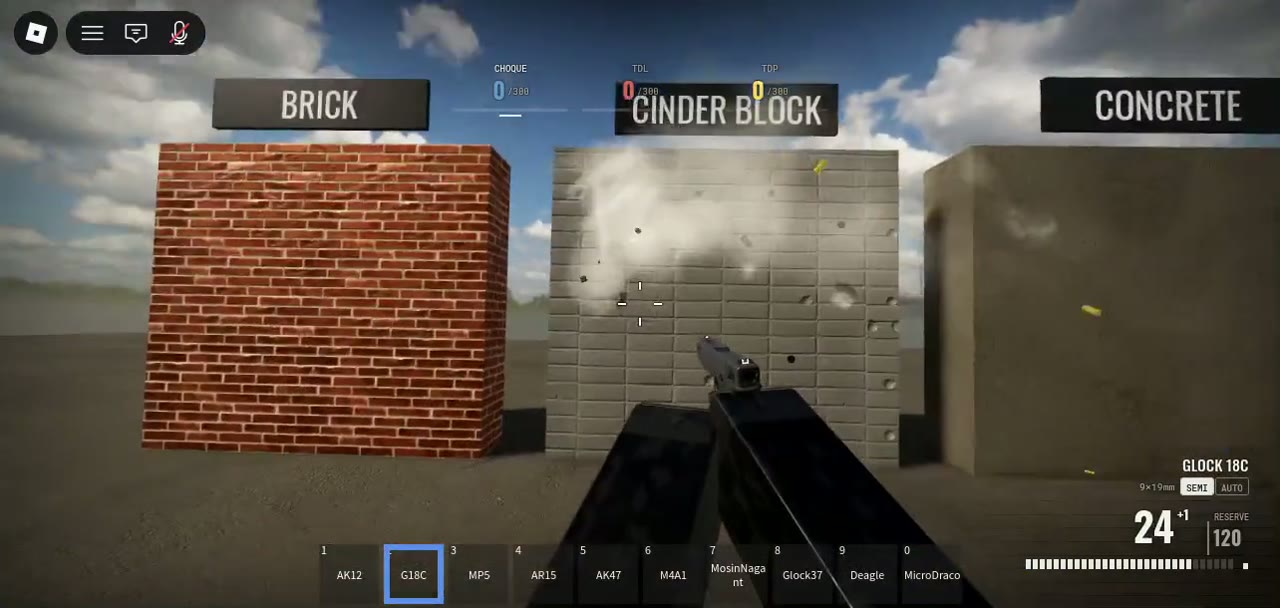 CHOQUE
0/300
TDL
0/300
TDP
0/300
BRICK
CINDER BLOCK
CONCRETE
GLOCK 18C
9×19mm SEMI AUTO
24 +1
RESERVE
120
1
AK12
G18C
3
MP5
4
AR15
5
AK47
6
M4A1
7
MosinNaga
nt
8
Glock37
9
Deagle
0
MicroDraco